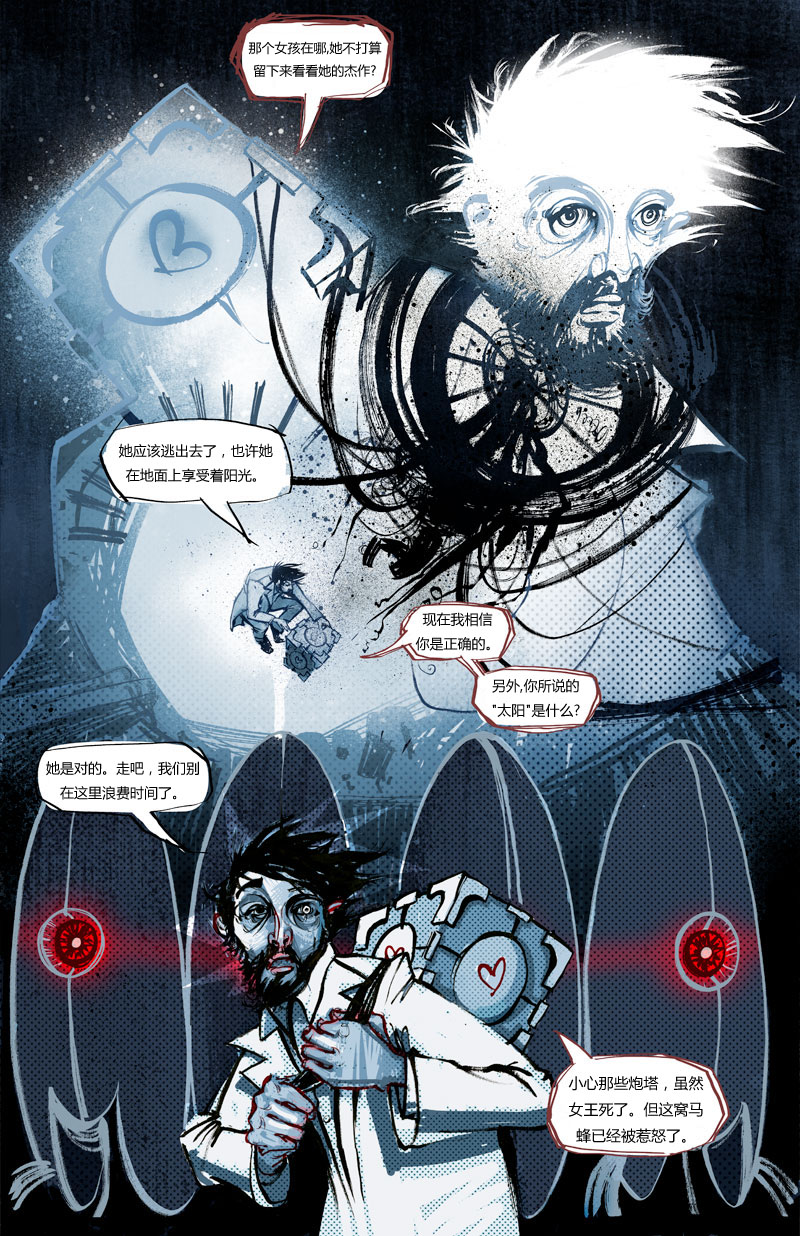 那个女孩在哪,她不打算
留下来看看她的杰作?
她应该逃出去了，也许她
在地面上享受着阳光。
现在我相信
你是正确的。
另外,你所说的
"太阳"是什么?
她是对的。走吧，我们别
在这里浪费时间了。
小心那些炮塔，虽然
女王死了。但这窝马
蜂已经被惹怒了。